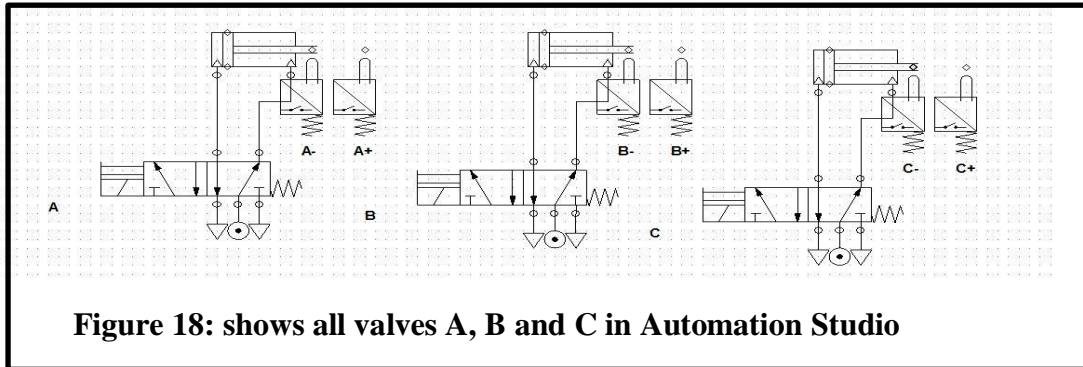 A- A+
B- B+
C- C+
A
B
C
Figure 18: shows all valves A, B and C in Automation Studio